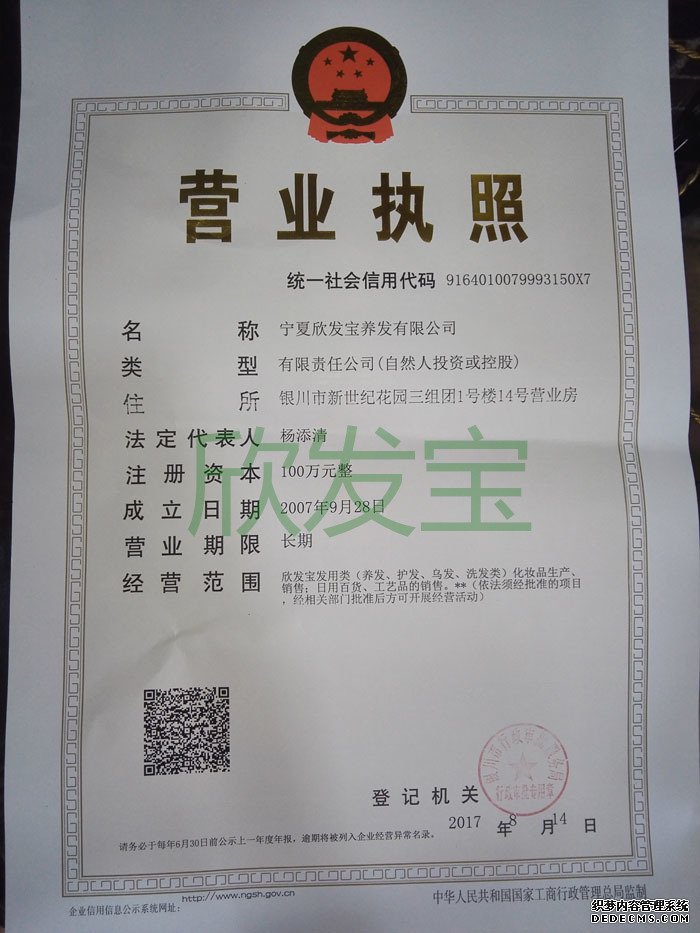 营业执照
统一社会信用代码 9164010079993150X7
名称 宁夏欣发宝养发有限公司
类型 有限责任公司(自然人投资或控股)
住所 银川市新世纪花园三组团1号楼14号营业房
法定代表人 杨添清
注册资本 100万元整
成立日期 2007年9月28日
营业期限 长期
经营范围 欣发宝发用类（养发、护发、乌发、洗发类）化妆品生产、
销售；日用百货、工艺品的销售。**（依法须经批准的项目
，经相关部门批准后方可开展经营活动）
欣发宝
登记机关
行政审批专用章
2017年8月14日
请务必于每年6月30日前公示上一年度年报，逾期将被列入企业经营异常名录。
http://www.ngsh.gov.cn
企业信用信息公示系统网址：
中华人民共和国国家工商行政管理总局监制
织梦内容管理系统
DEDECMS.COM